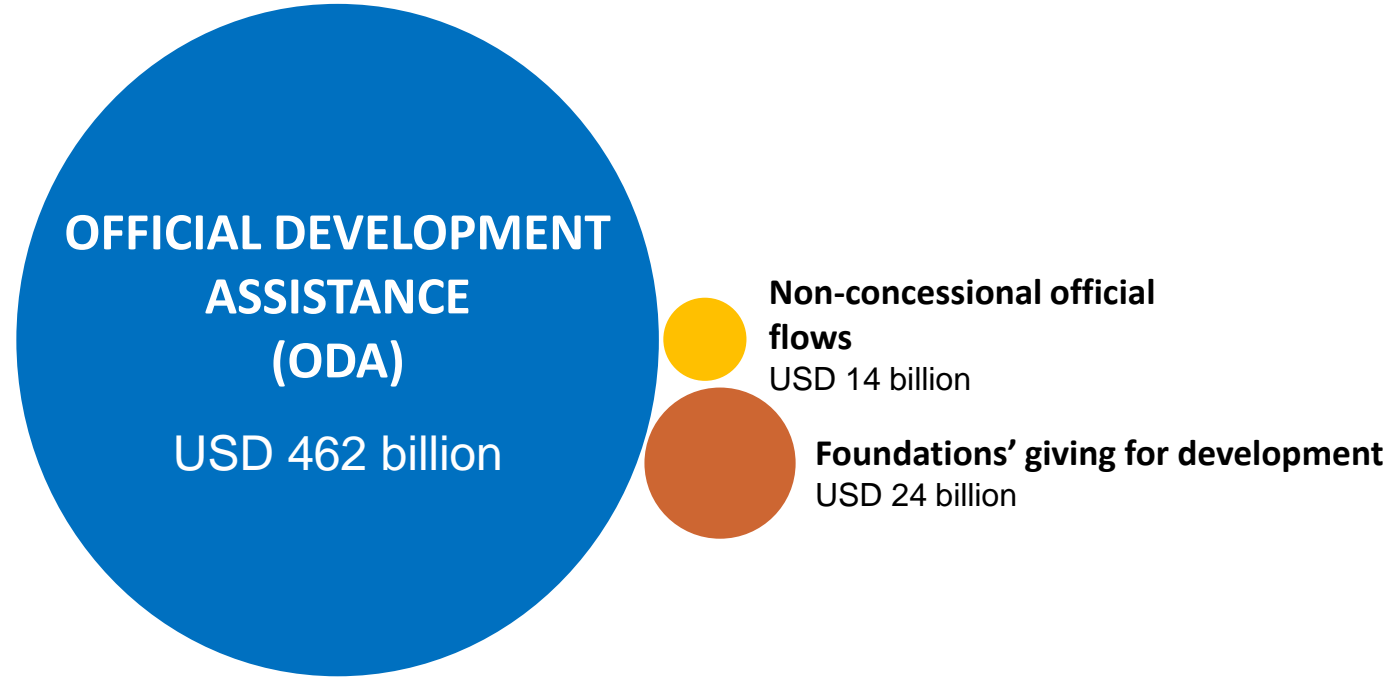 OFFICIAL DEVELOPMENT
ASSISTANCE
(ODA)
USD 462 billion
Non-concessional official
flows
USD 14 billion
Foundations’ giving for development
USD 24 billion